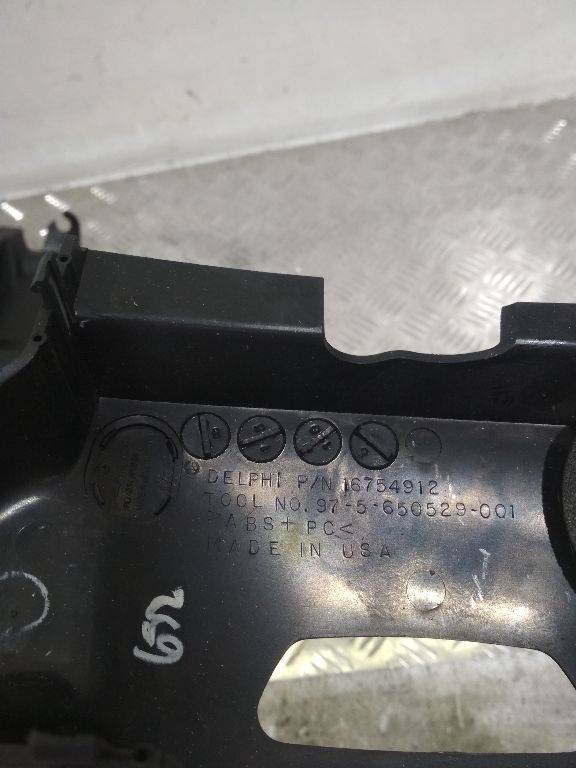 DELPHI P/N 16754912
TOOL NO. 97-5-650529-001
>ABS+PC<
MADE IN USA